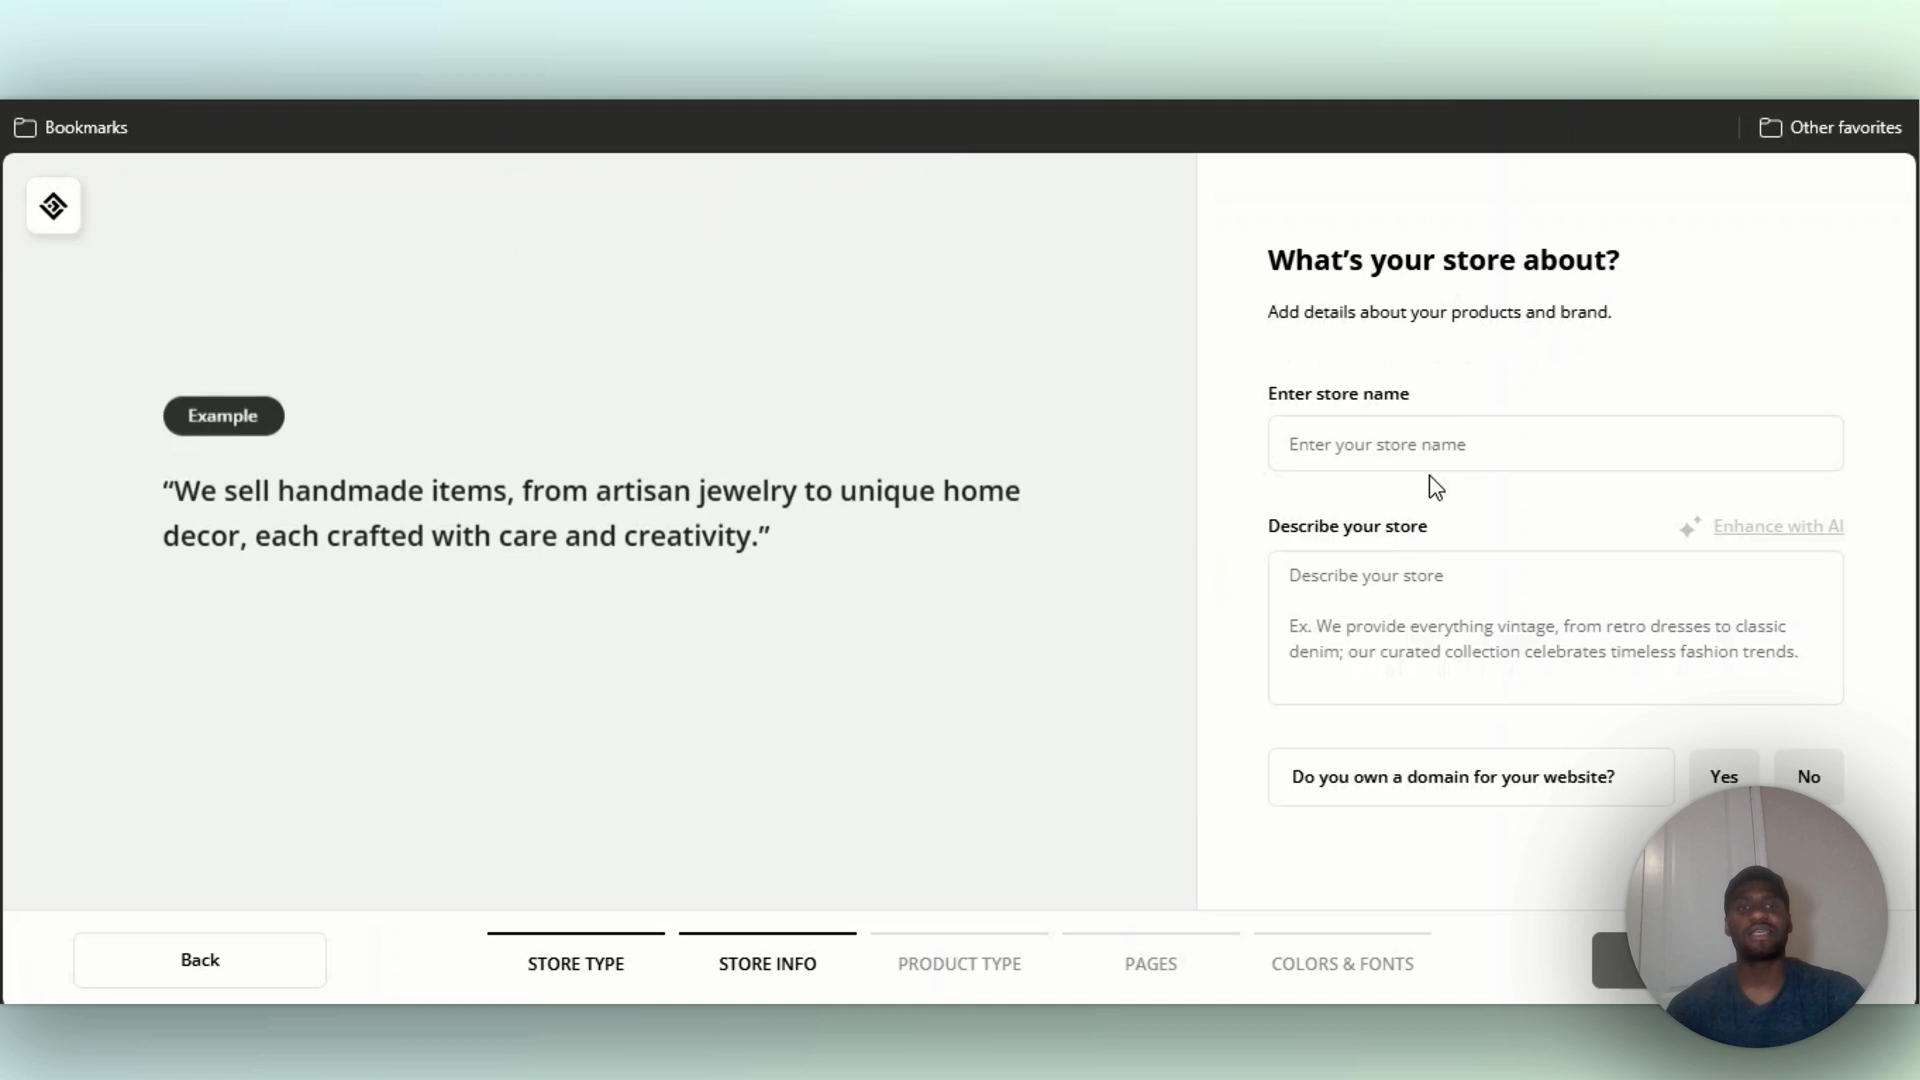 Bookmarks
Other favorites
What’s your store about?
Add details about your products and brand.
Enter store name
Enter your store name
Describe your store
Enhance with AI
Describe your store
Ex. We provide everything vintage, from retro dresses to classic
denim; our curated collection celebrates timeless fashion trends.
Do you own a domain for your website?
Yes
No
Example
“We sell handmade items, from artisan jewelry to unique home
decor, each crafted with care and creativity.”
Back
STORE TYPE
STORE INFO
PRODUCT TYPE
PAGES
COLORS & FONTS